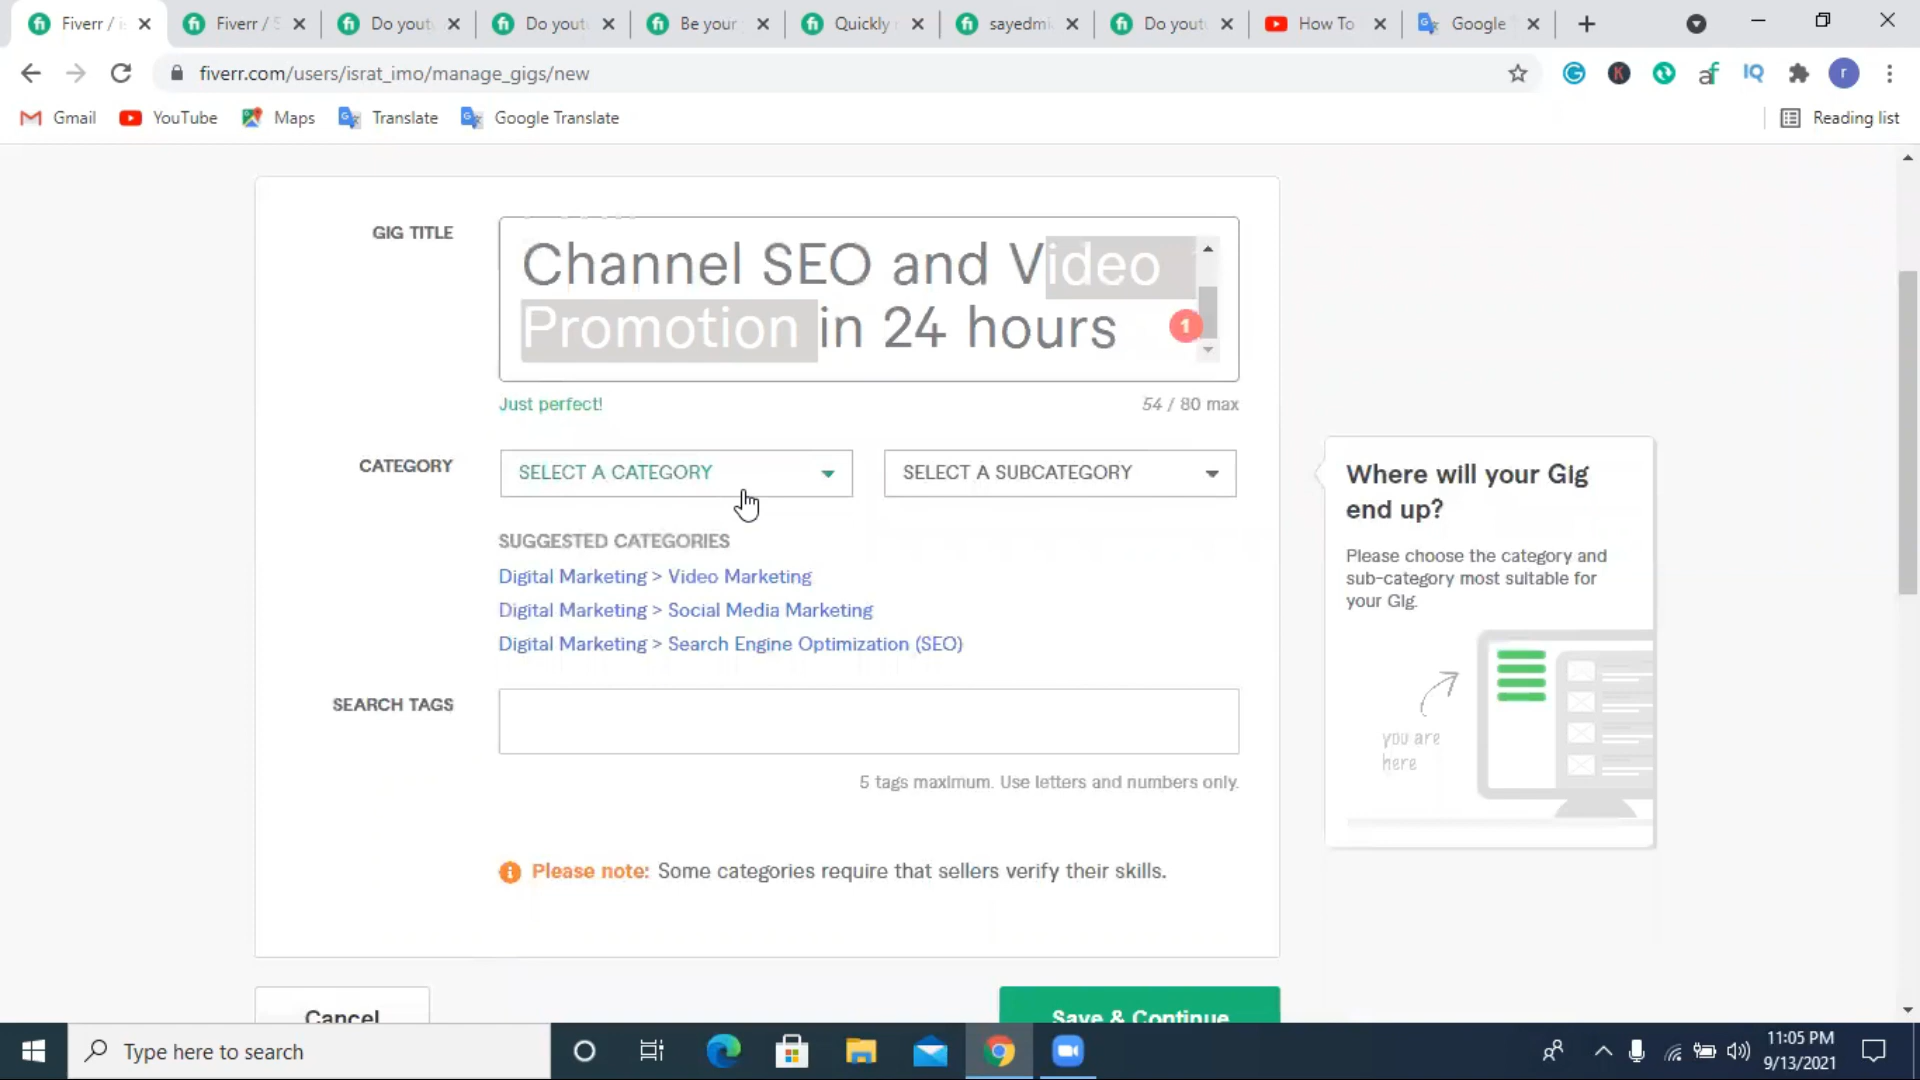 Fiverr / is
Fiverr / S
Do yout
Do yout
Be your
Quickly
sayedmi
Do yout
How To
Google
fiverr.com/users/israt_imo/manage_gigs/new
Gmail
YouTube
Maps
Translate
Google Translate
Reading list
GIG TITLE
Channel SEO and Video
Promotion in 24 hours
1
Just perfect!
54 / 80 max
CATEGORY
SELECT A CATEGORY
SELECT A SUBCATEGORY
SUGGESTED CATEGORIES
Digital Marketing > Video Marketing
Digital Marketing > Social Media Marketing
Digital Marketing > Search Engine Optimization (SEO)
Where will your Gig
end up?
Please choose the category and
sub-category most suitable for
your Gig.
you are
here
SEARCH TAGS
5 tags maximum. Use letters and numbers only.
Please note: Some categories require that sellers verify their skills.
Cancel
Save & Continue
Type here to search
11:05 PM
9/13/2021